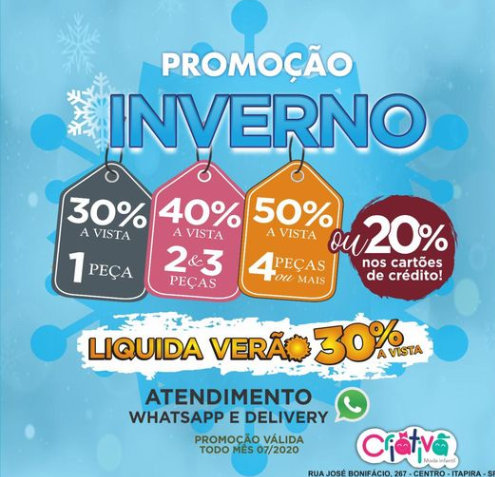 PROMOÇÃO
INVERNO
30%
A VISTA
1 PEÇA
40%
A VISTA
2&3
PEÇAS
50%
A VISTA
4 PEÇAS
ou MAIS
ou 20%
nos cartões
de crédito!
LIQUIDA VERÃO 30%
A VISTA
ATENDIMENTO
WHATSAPP E DELIVERY
PROMOÇÃO VÁLIDA
TODO MÊS 07/2020
Criativa
Moda infantil
RUA JOSÉ BONIFÁCIO, 267 - CENTRO - ITAPIRA - SP